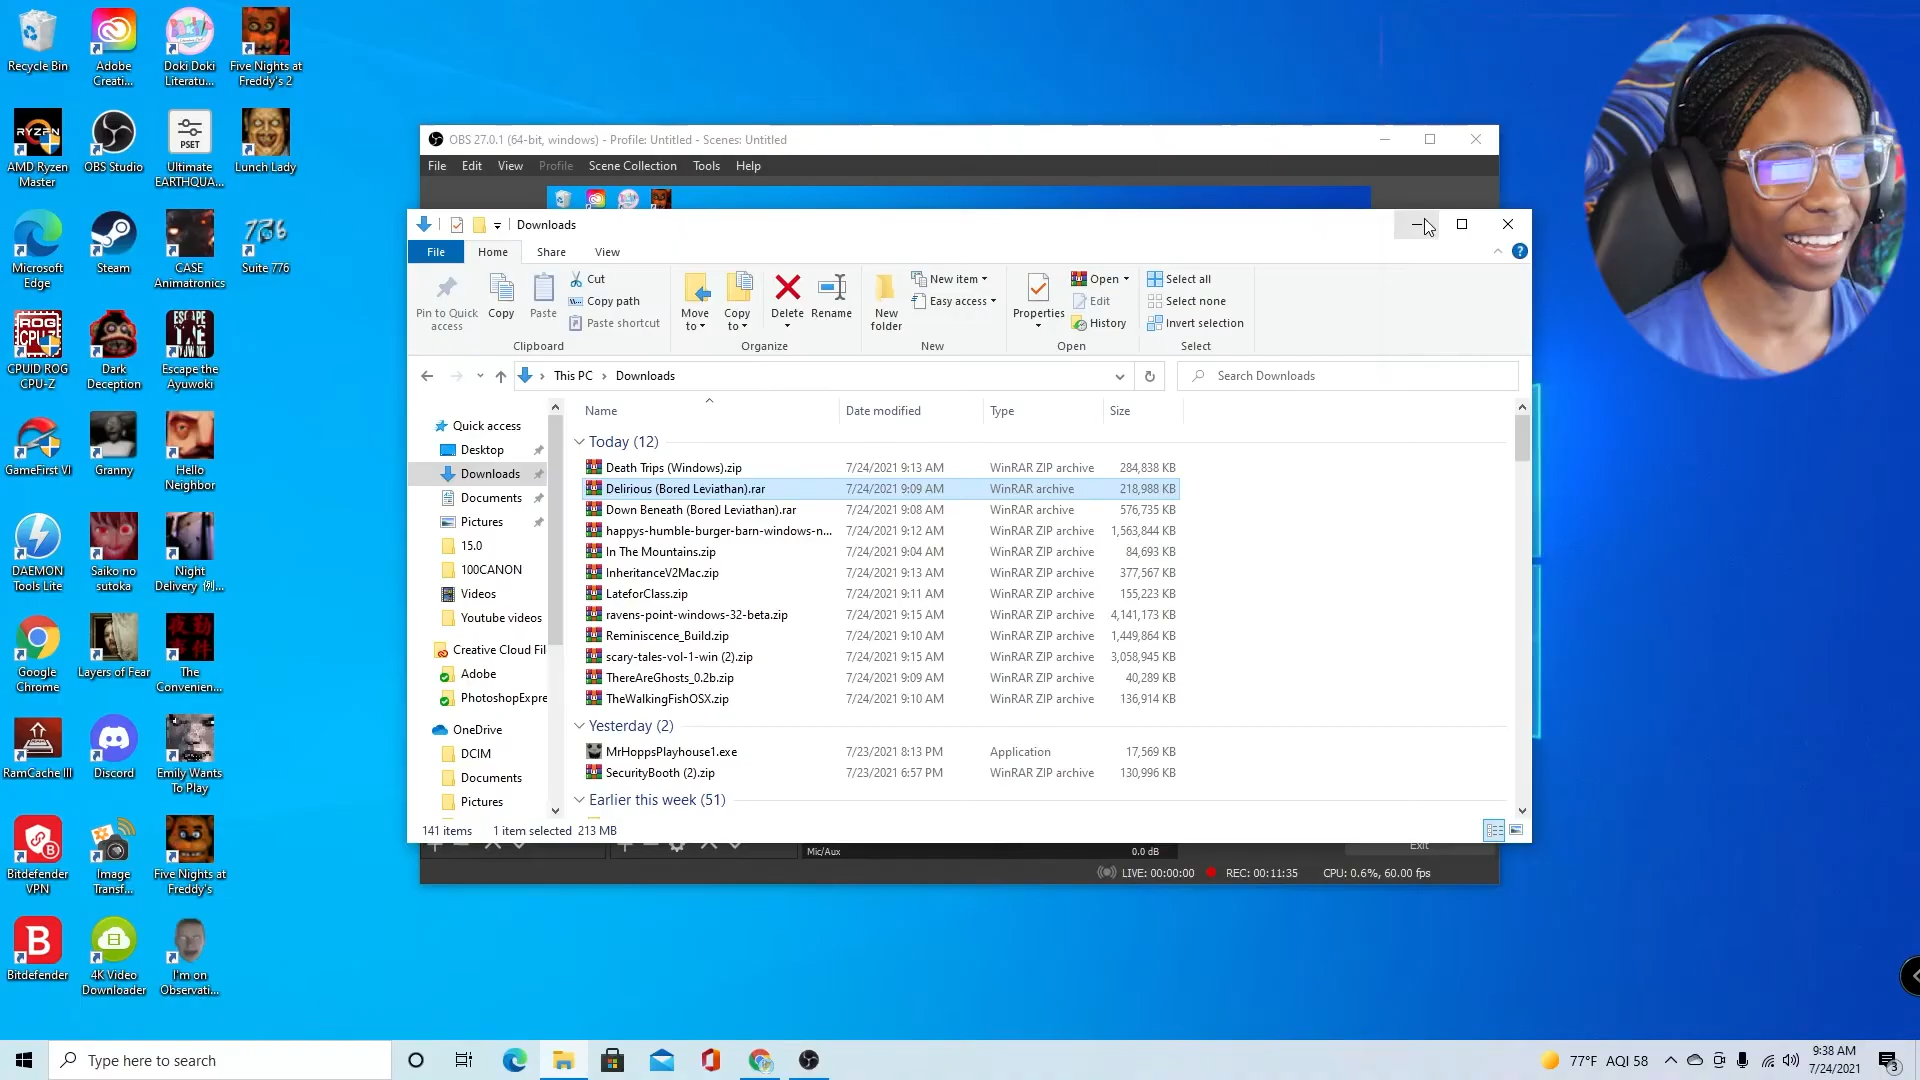 Recycle Bin
Adobe Creati...
Doki Doki Literatu...
Five Nights at Freddy's 2
AMD Ryzen Master
OBS Studio
PSET
Ultimate EARTHQUA...
Lunch Lady
Microsoft Edge
Steam
CASE Animatronics
Suite 776
CPUID ROG CPU-Z
Dark Deception
Escape the Ayuwoki
GameFirst VI
Granny
Hello Neighbor
DAEMON Tools Lite
Saiko no sutoka
Night Delivery 例...
Google Chrome
Layers of Fear
The Convenien...
RamCache III
Discord
Emily Wants To Play
Bitdefender VPN
Image Transf...
Five Nights at Freddy's
Bitdefender
4K Video Downloader
I'm on Observati...
OBS 27.0.1 (64-bit, windows) - Profile: Untitled - Scenes: Untitled
File Edit View Profile Scene Collection Tools Help
Downloads
File Home Share View
Pin to Quick access
Copy
Paste
Cut
Copy path
Paste shortcut
Clipboard
Move to
Copy to
Delete
Rename
Organize
New folder
New item
Easy access
New
Properties
Open
Edit
History
Open
Select all
Select none
Invert selection
Select
This PC > Downloads
Search Downloads
Quick access
Desktop
Downloads
Documents
Pictures
15.0
100CANON
Videos
Youtube videos
Creative Cloud Fil
Adobe
PhotoshopExpre
OneDrive
DCIM
Documents
Pictures
Name Date modified Type Size
Today (12)
Death Trips (Windows).zip 7/24/2021 9:13 AM WinRAR ZIP archive 284,838 KB
Delirious (Bored Leviathan).rar 7/24/2021 9:09 AM WinRAR archive 218,988 KB
Down Beneath (Bored Leviathan).rar 7/24/2021 9:08 AM WinRAR archive 576,735 KB
happys-humble-burger-barn-windows-n... 7/24/2021 9:12 AM WinRAR ZIP archive 1,563,844 KB
In The Mountains.zip 7/24/2021 9:04 AM WinRAR ZIP archive 84,693 KB
InheritanceV2Mac.zip 7/24/2021 9:13 AM WinRAR ZIP archive 377,567 KB
LateforClass.zip 7/24/2021 9:11 AM WinRAR ZIP archive 155,223 KB
ravens-point-windows-32-beta.zip 7/24/2021 9:15 AM WinRAR ZIP archive 4,141,173 KB
Reminiscence_Build.zip 7/24/2021 9:10 AM WinRAR ZIP archive 1,449,864 KB
scary-tales-vol-1-win (2).zip 7/24/2021 9:15 AM WinRAR ZIP archive 3,058,945 KB
ThereAreGhosts_0.2b.zip 7/24/2021 9:09 AM WinRAR ZIP archive 40,289 KB
TheWalkingFishOSX.zip 7/24/2021 9:10 AM WinRAR ZIP archive 136,914 KB
Yesterday (2)
MrHoppsPlayhouse1.exe 7/23/2021 8:13 PM Application 17,569 KB
SecurityBooth (2).zip 7/23/2021 6:57 PM WinRAR ZIP archive 130,996 KB
Earlier this week (51)
141 items 1 item selected 213 MB
Mic/Aux 0.0 dB
Exit
LIVE: 00:00:00 REC: 00:11:35 CPU: 0.6%, 60.00 fps
Type here to search
77°F AQI 58
9:38 AM
7/24/2021
3